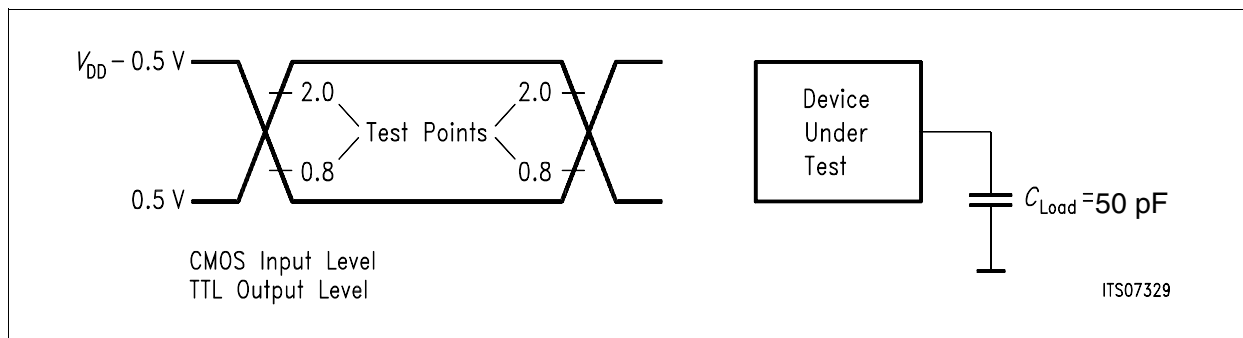 V_DD – 0.5 V
2.0
2.0
Test Points
0.8
0.8
0.5 V
CMOS Input Level
TTL Output Level
Device
Under
Test
C_Load = 50 pF
ITS07329